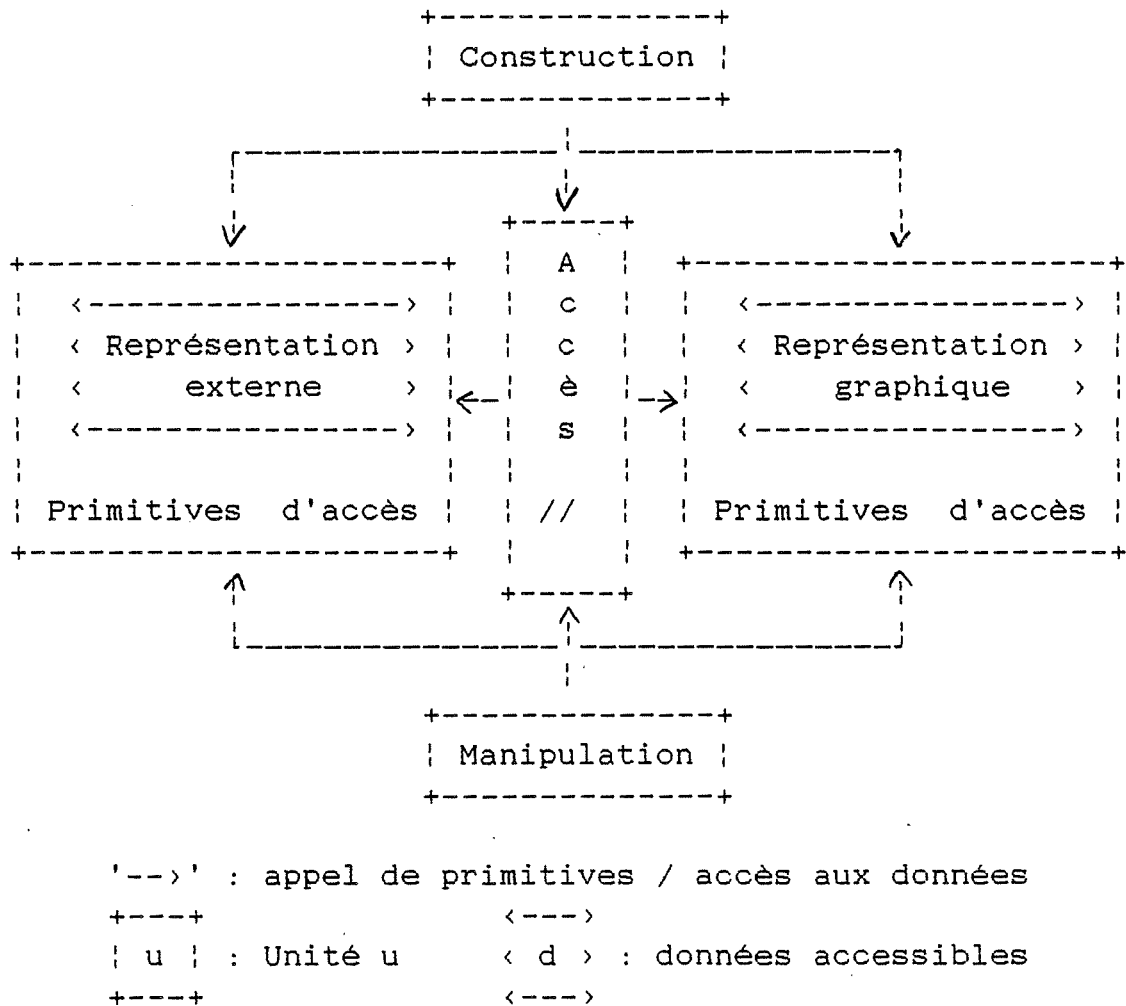 Construction
Accès //
Représentation externe
Primitives d'accès
Représentation graphique
Primitives d'accès
Manipulation
'-->' : appel de primitives / accès aux données
u : Unité u
d : données accessibles